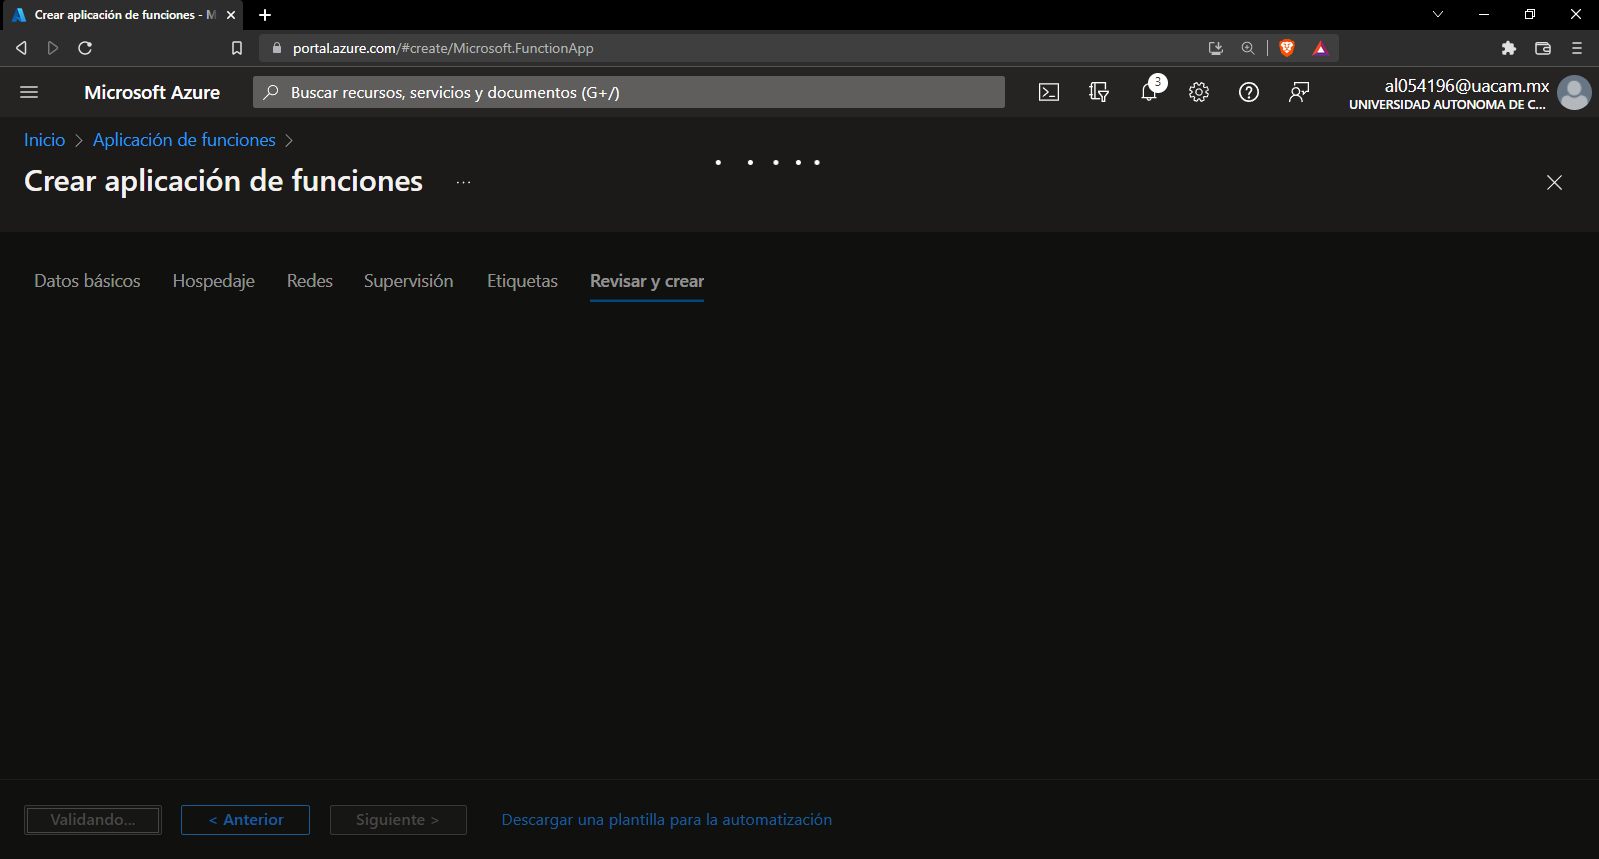 Crear aplicación de funciones - M
portal.azure.com/#create/Microsoft.FunctionApp
Microsoft Azure
Buscar recursos, servicios y documentos (G+/)
3
al054196@uacam.mx
UNIVERSIDAD AUTONOMA DE C...
Inicio > Aplicación de funciones >
Crear aplicación de funciones ...
Datos básicos Hospedaje Redes Supervisión Etiquetas Revisar y crear
Validando... < Anterior Siguiente > Descargar una plantilla para la automatización